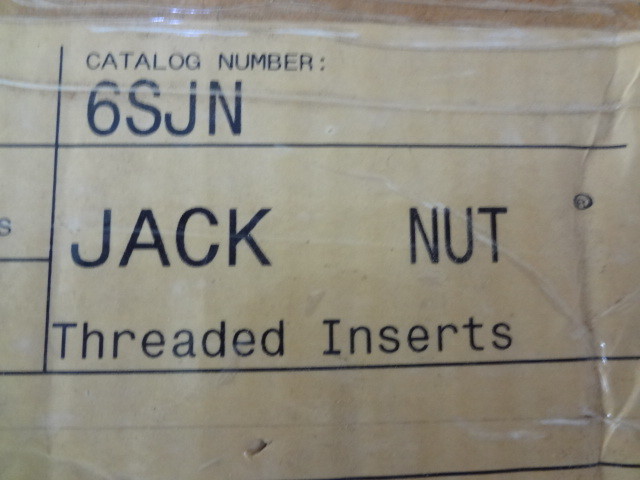 CATALOG NUMBER:
6SJN
s
JACK NUT ®
Threaded Inserts